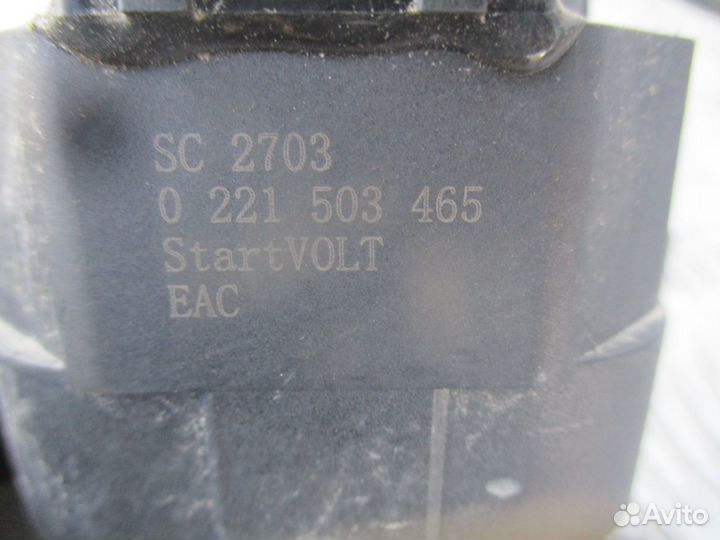 SC 2703
0 221 503 465
StartVOLT
EAC
Avito